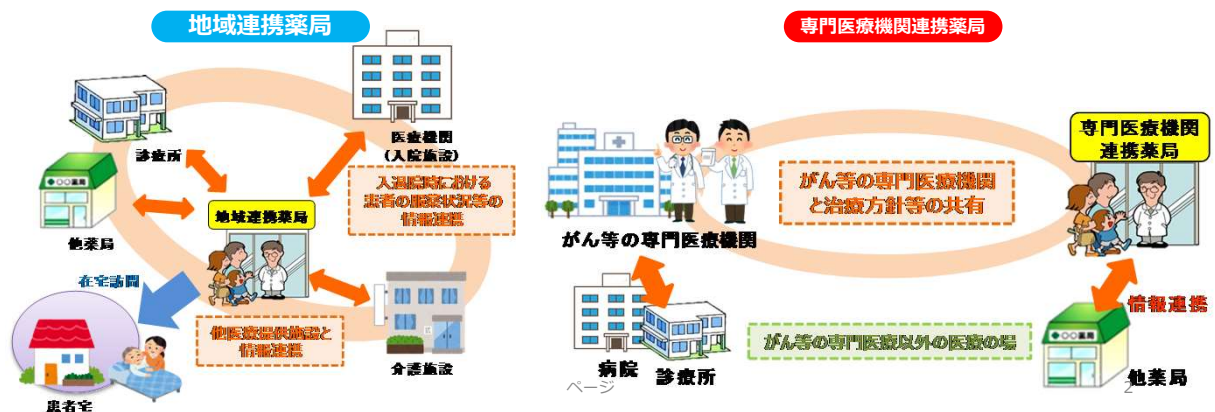 地域連携薬局
診療所
医療機関
(入院施設)
入退院時における
患者の服薬状況等の
情報連携
○○薬局
他薬局
地域連携薬局
在宅訪問
他医療提供施設と
情報連携
介護施設
患者宅
専門医療機関連携薬局
専門医療機関
連携薬局
がん等の専門医療機関
と治療方針等の共有
がん等の専門医療機関
情報連携
病院
診療所
がん等の専門医療以外の医療の場
○○薬局
他薬局
ページ
2